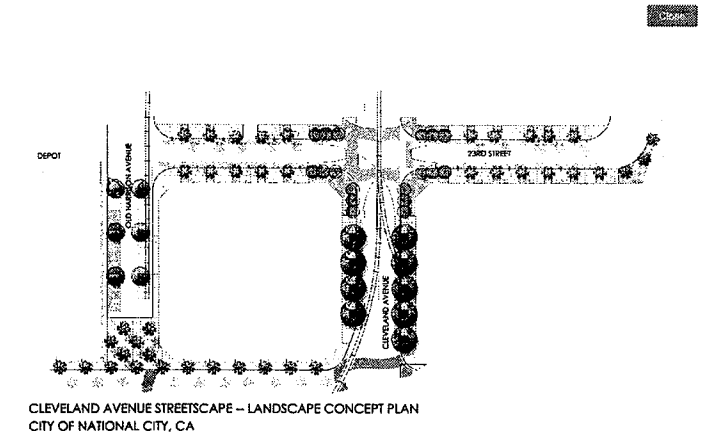 Close
DEPOT
OLD HARRISON AVENUE
23RD STREET
CLEVELAND AVENUE
CLEVELAND AVENUE STREETSCAPE -- LANDSCAPE CONCEPT PLAN
CITY OF NATIONAL CITY, CA